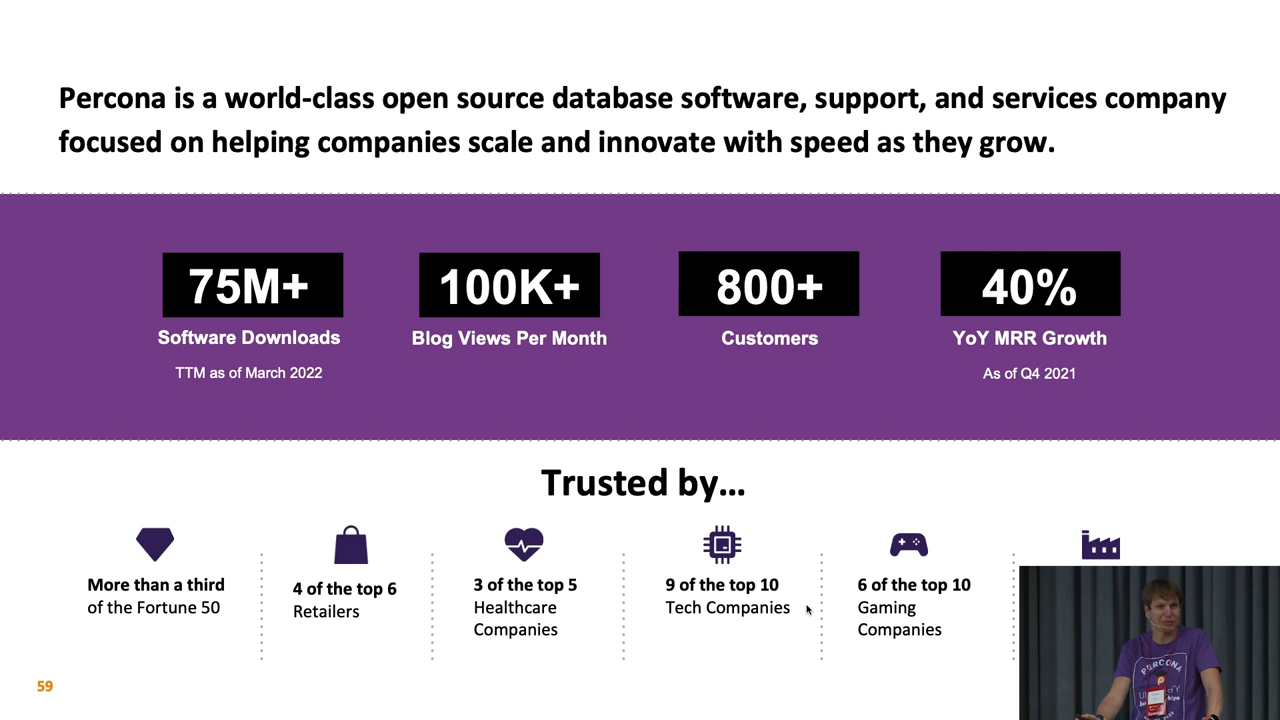 Percona is a world-class open source database software, support, and services company
focused on helping companies scale and innovate with speed as they grow.
75M+
Software Downloads
TTM as of March 2022
100K+
Blog Views Per Month
800+
Customers
40%
YoY MRR Growth
As of Q4 2021
Trusted by...
More than a third
of the Fortune 50
4 of the top 6
Retailers
3 of the top 5
Healthcare
Companies
9 of the top 10
Tech Companies
6 of the top 10
Gaming
Companies
59
PERCONA